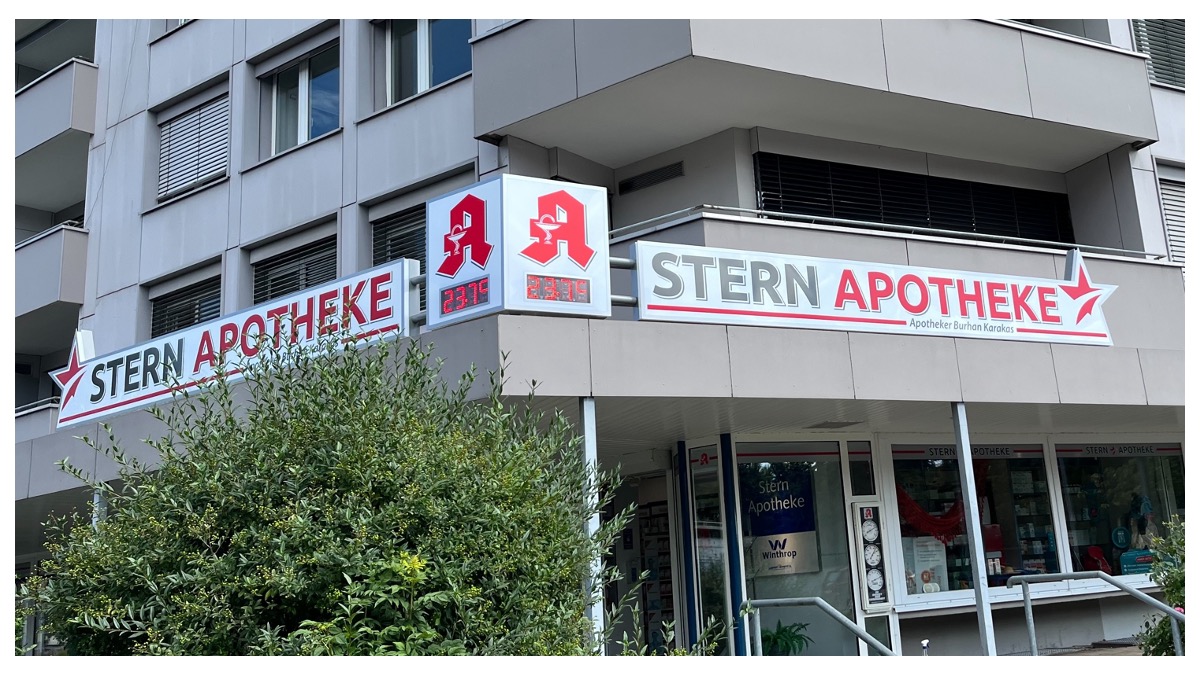 A
A
23.7°
23.7°
STERN APOTHEKE
STERN APOTHEKE
Apotheker Burhan Karakas
STERN APOTHEKE
STERN APOTHEKE
A
Stern
Apotheke
A
Winthrop